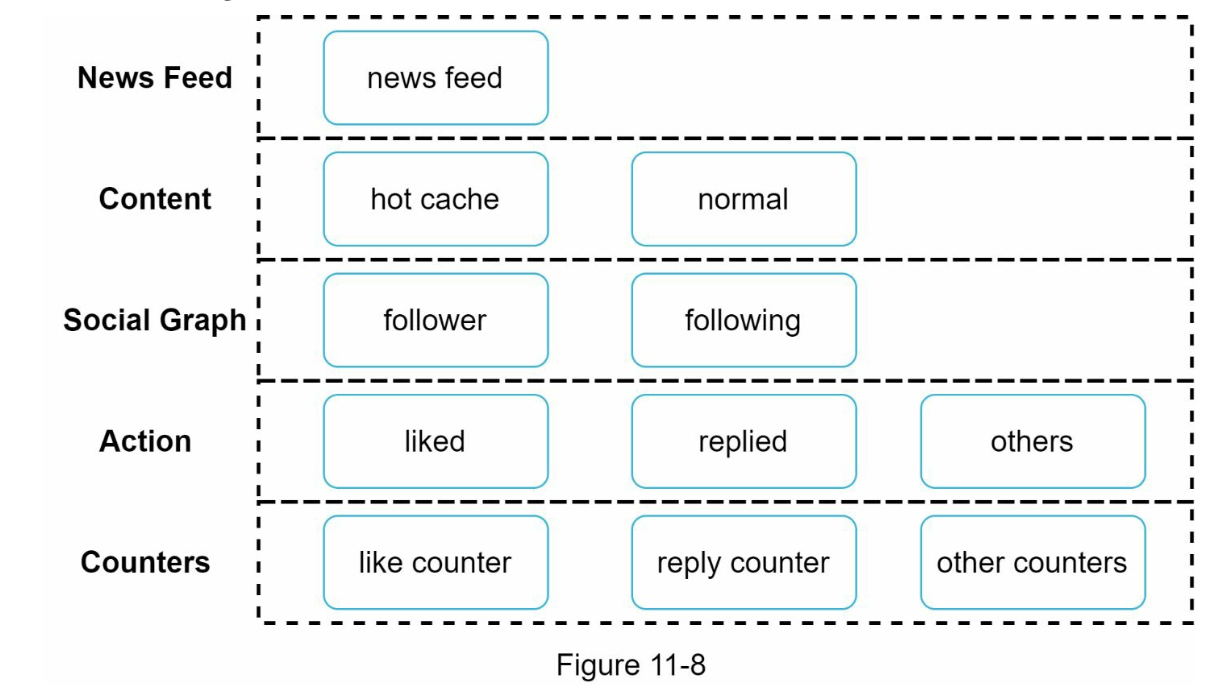 News Feed
news feed
Content
hot cache
normal
Social Graph
follower
following
Action
liked
replied
others
Counters
like counter
reply counter
other counters
Figure 11-8